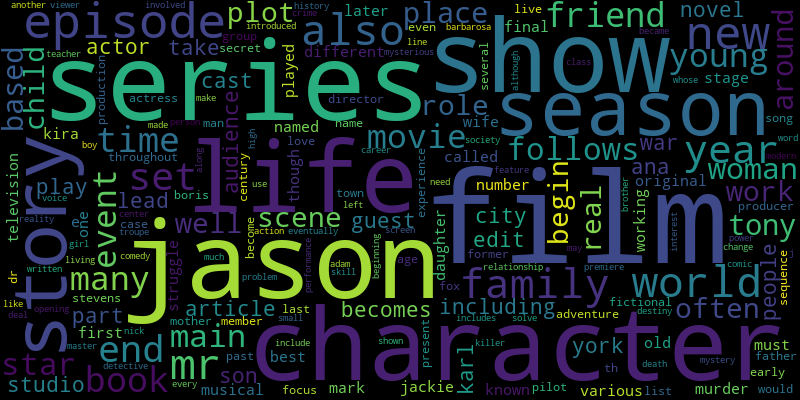 another viewer involved history crime introduced group
episode plot later live barbarosa became
place friend novel teacher
actor take secret even line
also final new
based child cast different played several although class whose stage
series show young around
production actress make director role
man named name wife society song word
time audience high movie season
kira made person boy throughout love career called war year
television story set life though century along use town left experience feature follows ana original woman modern
play event lead boris need number begin real working brother work
voice one case scene guest city edit tony producer
reality girl troupe center well become action eventually beginning screen daughter former may power change
dr living comedy much performance adam skill age relationship premiere comic
written many jason film world people sequence
like stevens struggle problem fox family interest
deal opening article last becomes including adventure fictional often destiny
part first nick mother member small character includes solve york old must
star master end main past include best shown present karl killer th death mystery father
studio detective mr son musical focus mark jackie known pilot various list murder early would
book every
mysterious